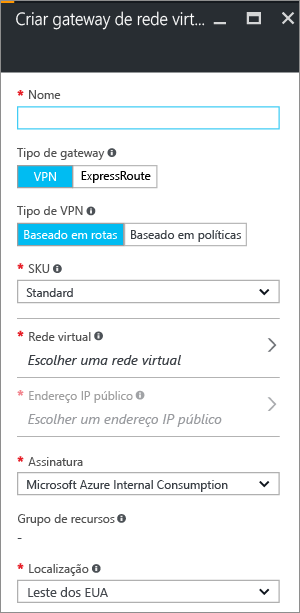 Criar gateway de rede virt...
* Nome
Tipo de gateway
VPN ExpressRoute
Tipo de VPN
Baseado em rotas Baseado em políticas
* SKU
Standard
* Rede virtual
Escolher uma rede virtual
* Endereço IP público
Escolher um endereço IP público
* Assinatura
Microsoft Azure Internal Consumption
Grupo de recursos
-
* Localização
Leste dos EUA